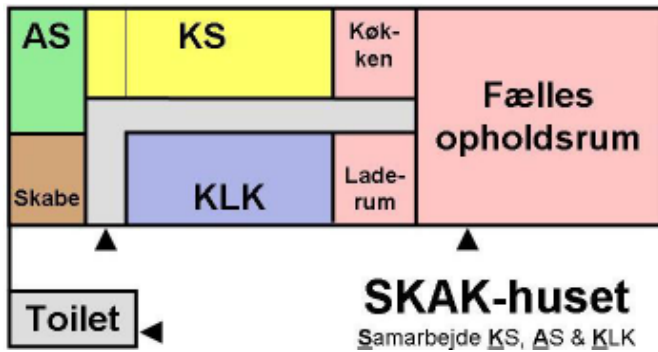 AS
KS
Køk-
ken
Fælles
opholdsrum
Skabe
KLK
Lade-
rum
Toilet
SKAK-huset
Samarbejde KS, AS & KLK